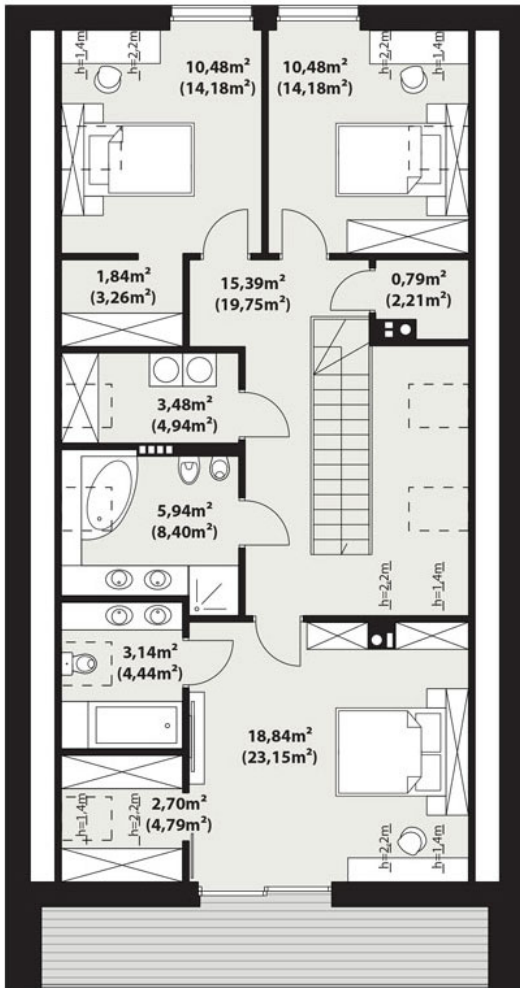 h=1,4m
h=2,2m
h=2,2m
h=1,4m
10,48m²
(14,18m²)
10,48m²
(14,18m²)
1,84m²
(3,26m²)
15,39m²
(19,75m²)
0,79m²
(2,21m²)
3,48m²
(4,94m²)
5,94m²
(8,40m²)
h=2,2m
h=1,4m
3,14m²
(4,44m²)
18,84m²
(23,15m²)
2,70m²
(4,79m²)
h=1,4m
h=2,2m
h=2,2m
h=1,4m